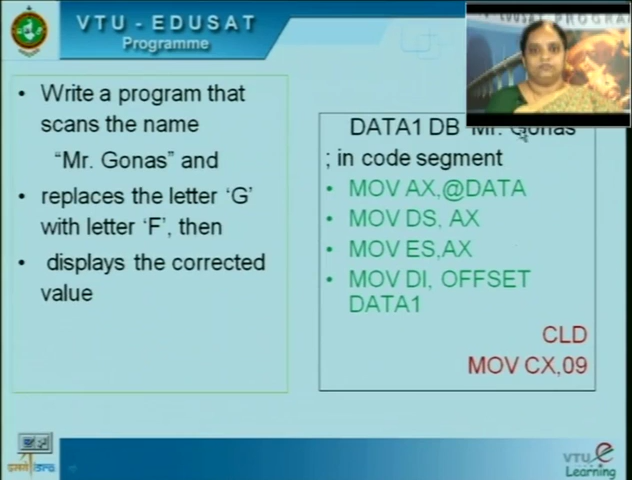 VTU - EDUSAT
Programme
EDUSAT PROGRA
• Write a program that
scans the name
"Mr. Gonas" and
• replaces the letter 'G'
with letter 'F', then
• displays the corrected
value
DATA1 DB "Mr. Gonas"
; in code segment
• MOV AX,@DATA
• MOV DS, AX
• MOV ES,AX
• MOV DI, OFFSET
DATA1
CLD
MOV CX,09
VTU e
Learning